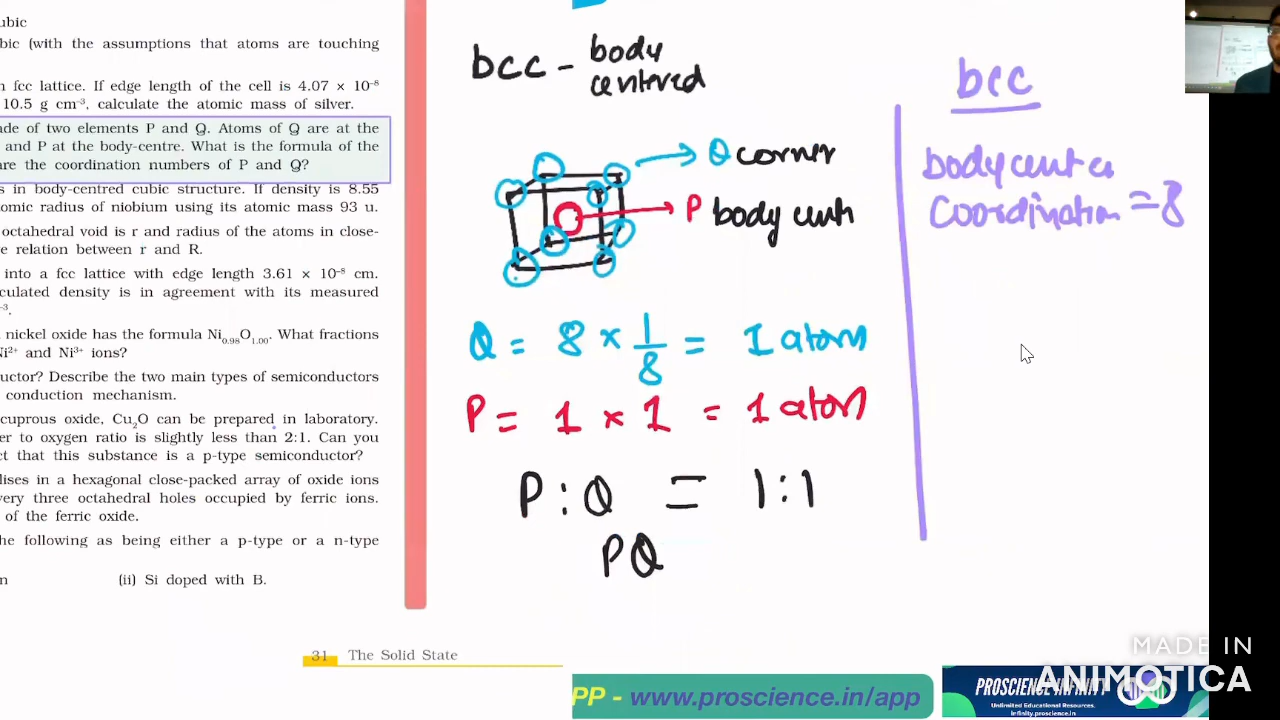 ubic
bic (with the assumptions that atoms are touching
n fcc lattice. If edge length of the cell is 4.07 × 10⁻⁸
10.5 g cm⁻³, calculate the atomic mass of silver.
ade of two elements P and Q. Atoms of Q are at the
and P at the body-centre. What is the formula of the
are the coordination numbers of P and Q?
s in body-centred cubic structure. If density is 8.55
omic radius of niobium using its atomic mass 93 u.
octahedral void is r and radius of the atoms in close-
ve relation between r and R.
into a fcc lattice with edge length 3.61 × 10⁻⁸ cm.
culated density is in agreement with its measured
⁻³.
nickel oxide has the formula Ni₀.₉₈O₁.₀₀. What fractions
Ni²⁺ and Ni³⁺ ions?
uctor? Describe the two main types of semiconductors
conduction mechanism.
cuprous oxide, Cu₂O can be prepared in laboratory.
er to oxygen ratio is slightly less than 2:1. Can you
ct that this substance is a p-type semiconductor?
lises in a hexagonal close-packed array of oxide ions
very three octahedral holes occupied by ferric ions.
of the ferric oxide.
he following as being either a p-type or a n-type
n (ii) Si doped with B.
31 The Solid State
bcc - body
centered
Q corner
P body
Q = 8 × 1/8 = 1 atom
P = 1 × 1 = 1 atom
P : Q = 1 : 1
PQ
bcc
Coordination = 8
PP - www.proscience.in/app
PROSCIENCE INFINITY
Unlimited Educational Resources.
infinity.proscience.in
MADE IN
ANIMOTICA